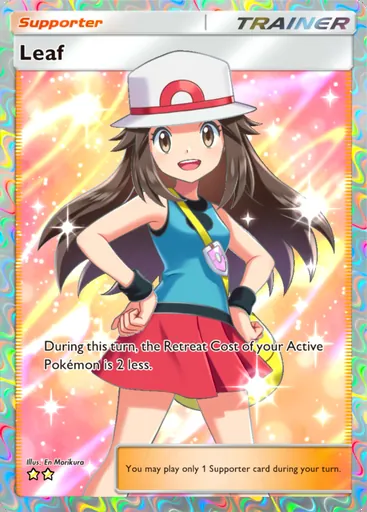 Supporter
TRAINER
Leaf
During this turn, the Retreat Cost of your Active
Pokémon is 2 less.
Illus. En Morikura
You may play only 1 Supporter card during your turn.